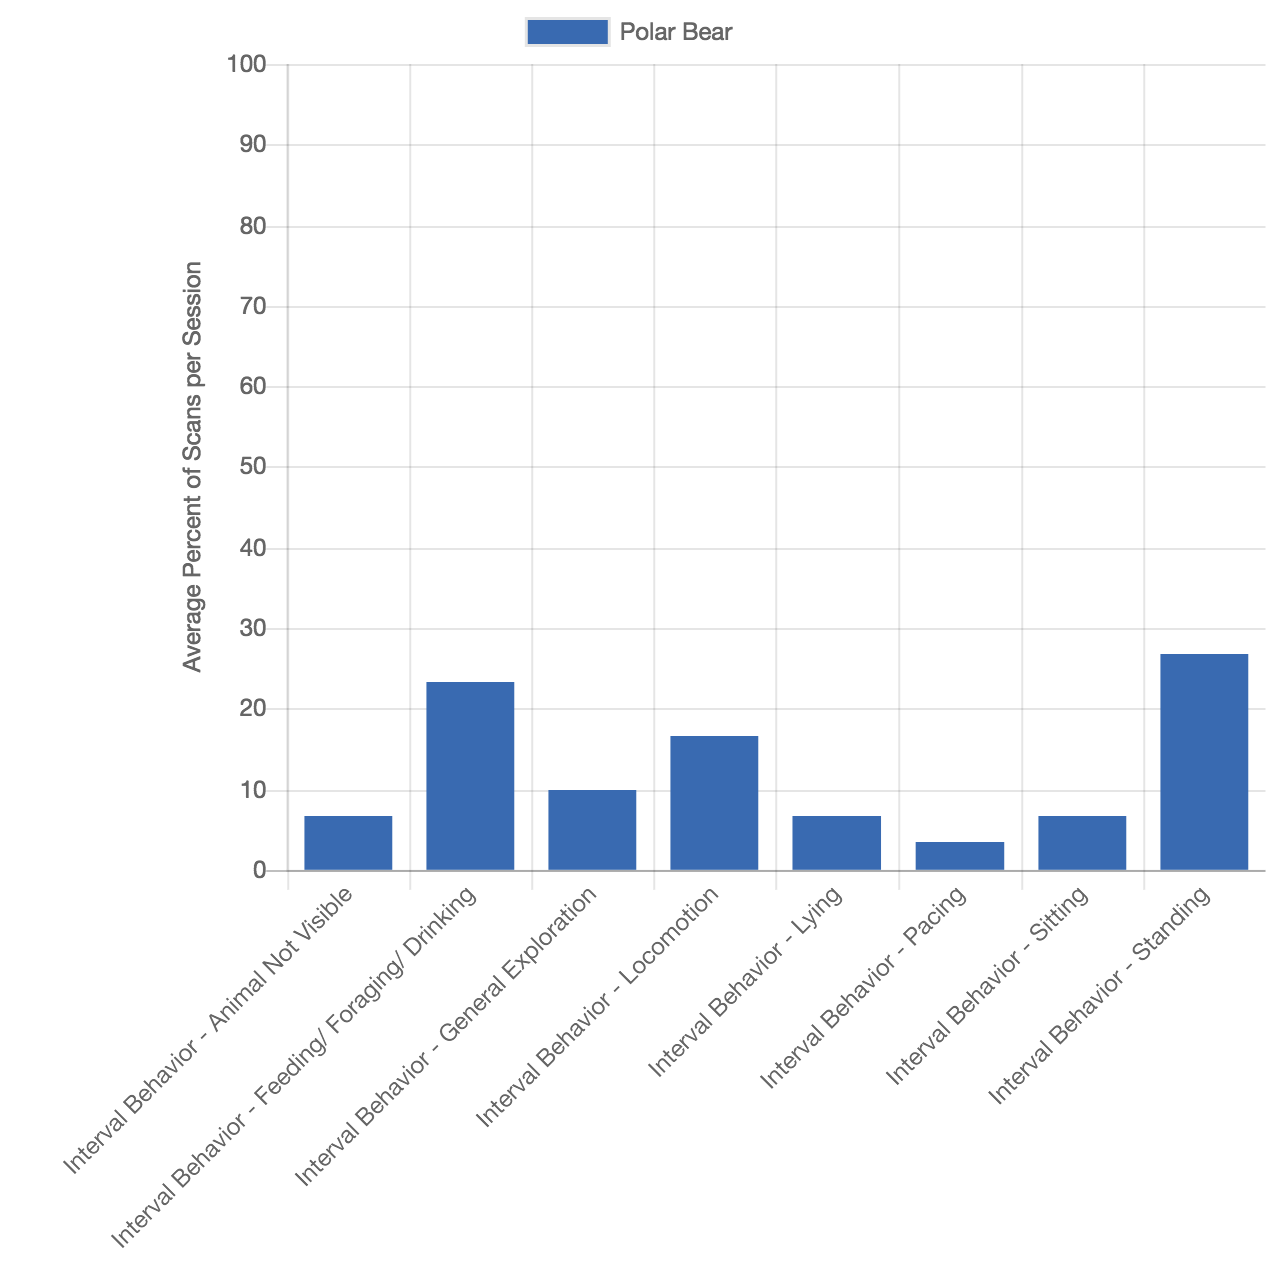 Polar Bear
100
90
80
70
60
50
40
30
20
10
0
Average Percent of Scans per Session
Interval Behavior - Animal Not Visible
Interval Behavior - Feeding/ Foraging/ Drinking
Interval Behavior - General Exploration
Interval Behavior - Locomotion
Interval Behavior - Lying
Interval Behavior - Pacing
Interval Behavior - Sitting
Interval Behavior - Standing